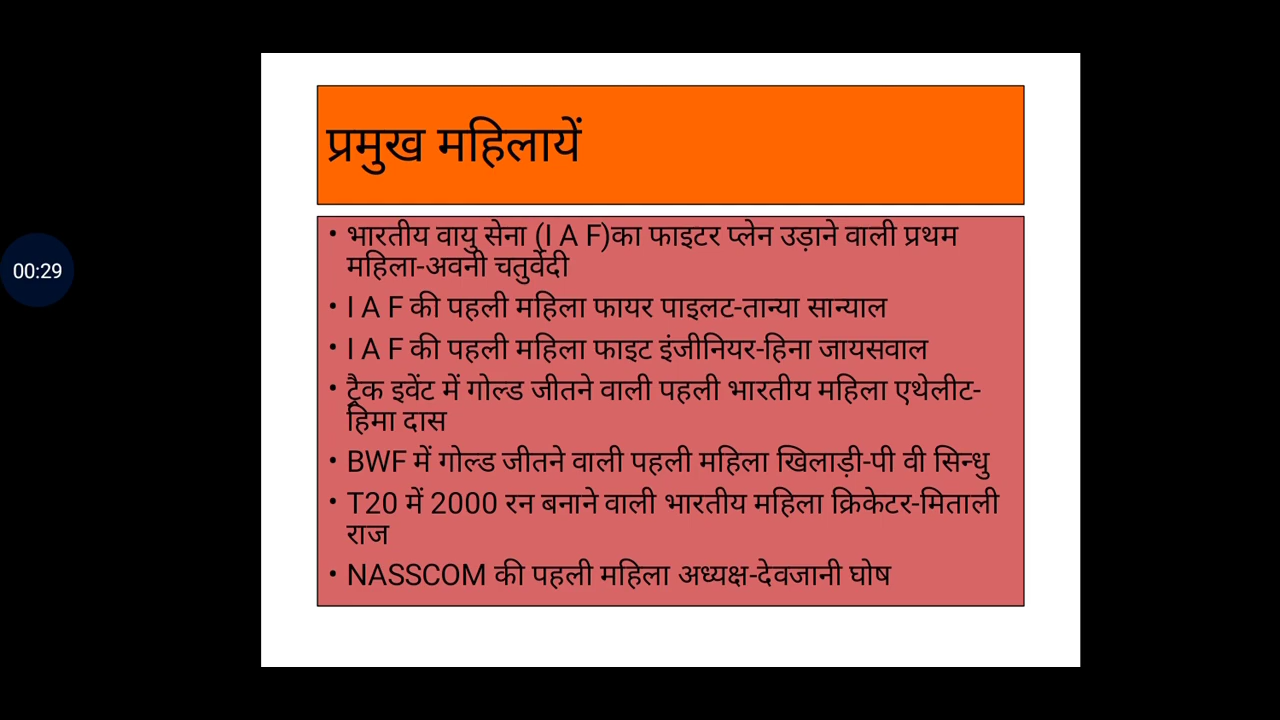 प्रमुख महिलायें
00:29
• भारतीय वायु सेना (I A F)का फाइटर प्लेन उड़ाने वाली प्रथम
महिला-अवनी चतुर्वेदी
• I A F की पहली महिला फायर पाइलट-तान्या सान्याल
• I A F की पहली महिला फाइट इंजीनियर-हिना जायसवाल
• ट्रैक इवेंट में गोल्ड जीतने वाली पहली भारतीय महिला एथेलीट-
हिमा दास
• BWF में गोल्ड जीतने वाली पहली महिला खिलाड़ी-पी वी सिन्धु
• T20 में 2000 रन बनाने वाली भारतीय महिला क्रिकेटर-मिताली
राज
• NASSCOM की पहली महिला अध्यक्ष-देवजानी घोष